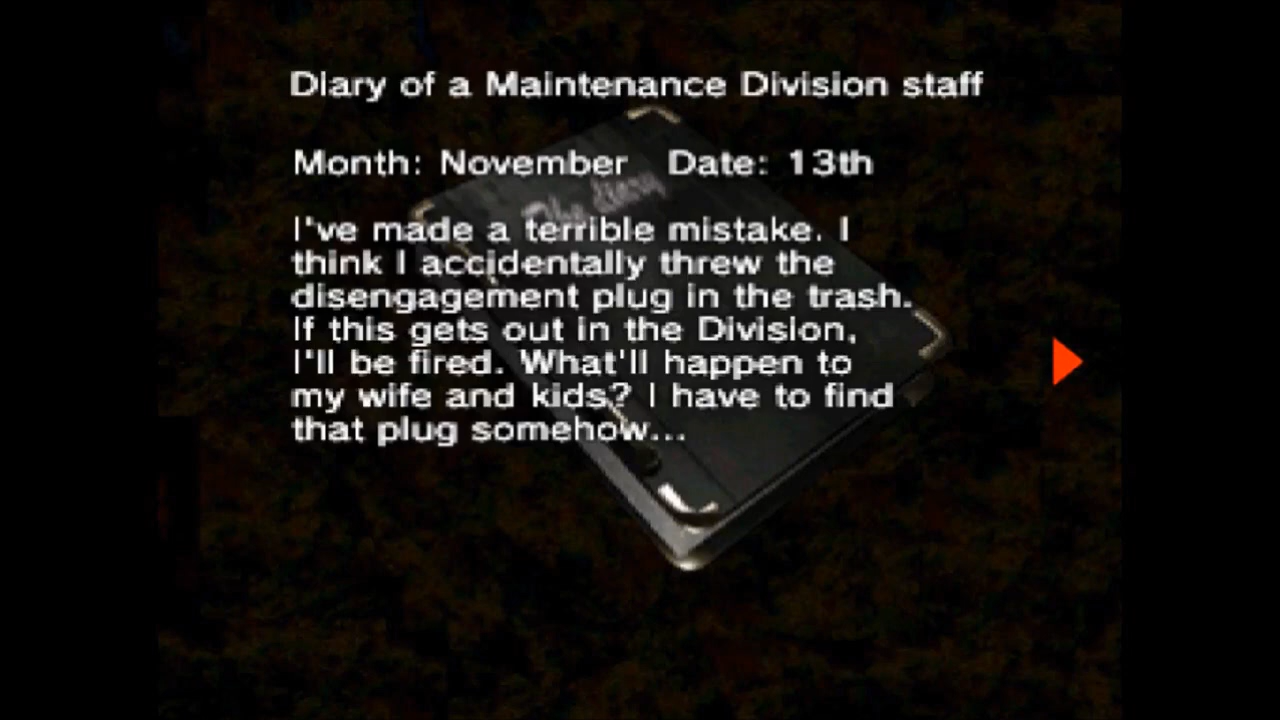 Diary of a Maintenance Division staff
Month: November Date: 13th
I've made a terrible mistake. I
think I accidentally threw the
disengagement plug in the trash.
If this gets out in the Division,
I'll be fired. What'll happen to
my wife and kids? I have to find
that plug somehow...
The diary